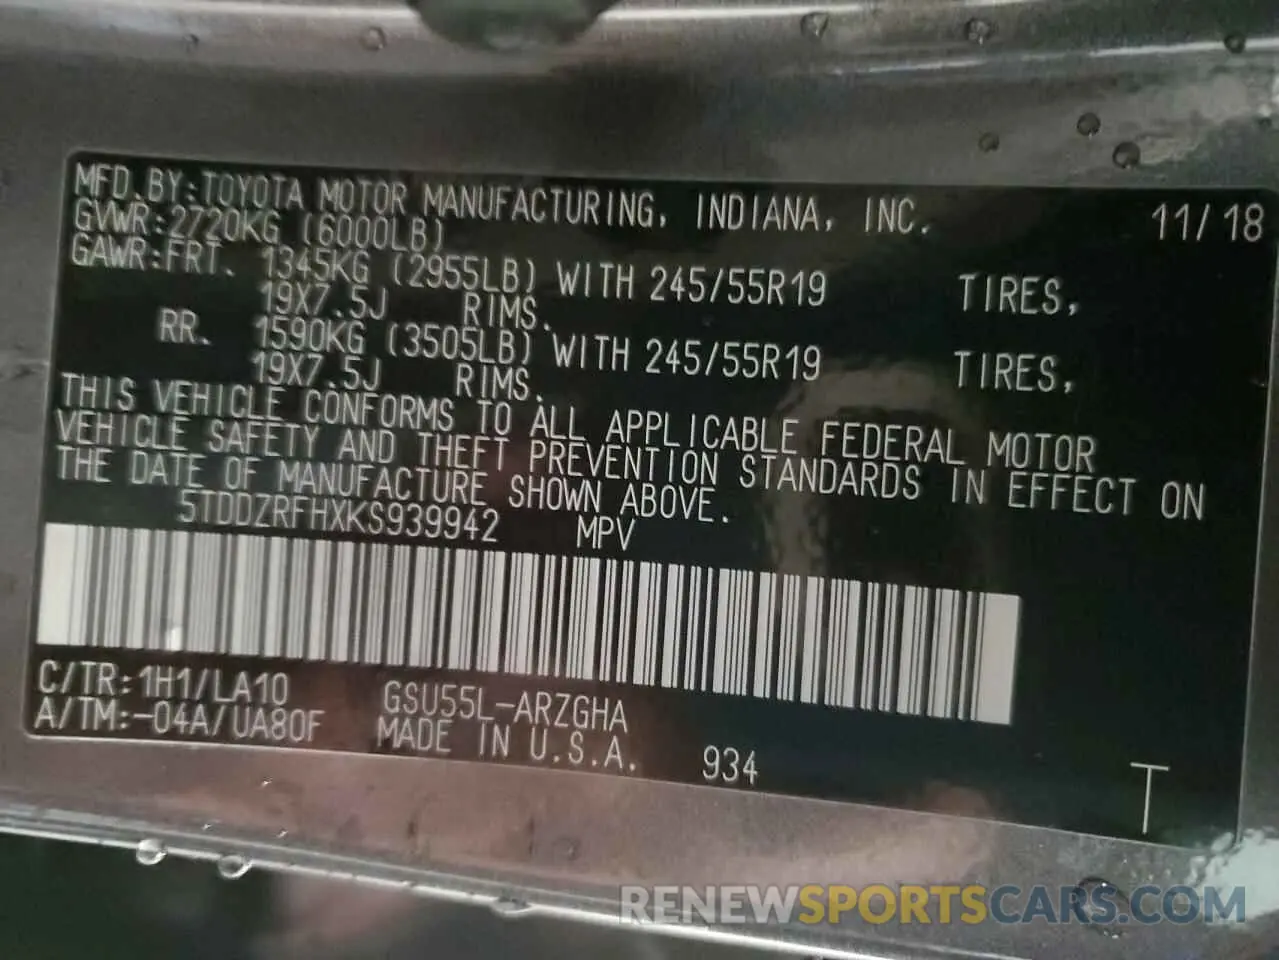 MFD.BY:TOYOTA MOTOR MANUFACTURING, INDIANA, INC. 11/18
GVWR:2720KG (6000LB)
GAWR:FRT. 1345KG (2955LB) WITH 245/55R19 TIRES,
19X7.5J RIMS.
RR. 1590KG (3505LB) WITH 245/55R19 TIRES,
19X7.5J RIMS.
THIS VEHICLE CONFORMS TO ALL APPLICABLE FEDERAL MOTOR
VEHICLE SAFETY AND THEFT PREVENTION STANDARDS IN EFFECT ON
THE DATE OF MANUFACTURE SHOWN ABOVE.
5TDDZRFHXKS939942 MPV
C/TR:1H1/LA10 GSU55L-ARZGHA
A/TM:-04A/UA80F MADE IN U.S.A. 934
T
RENEWSPORTSCARS.COM